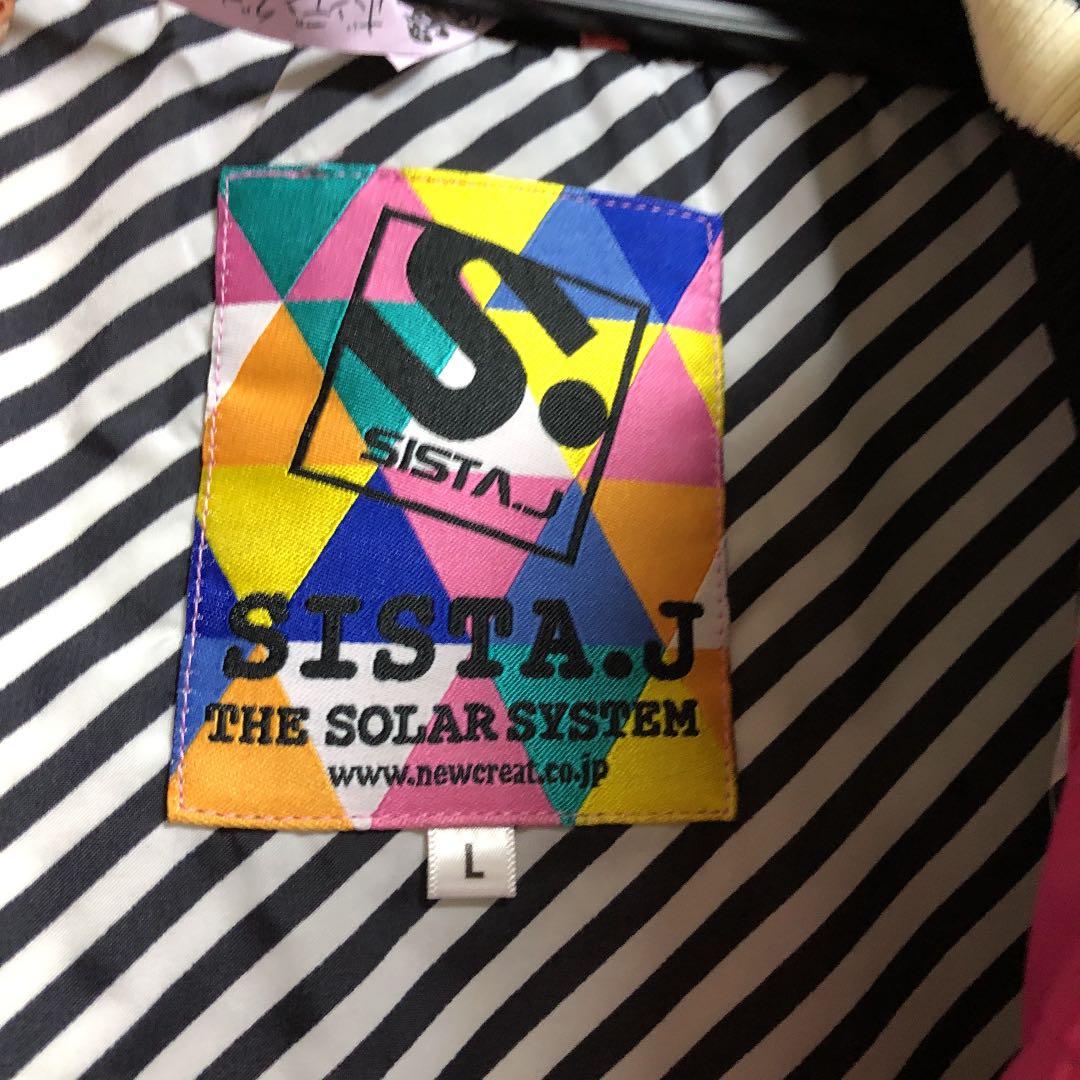 S.
SISTA.J
SISTA.J
THE SOLAR SYSTEM
www.newcreat.co.jp
L